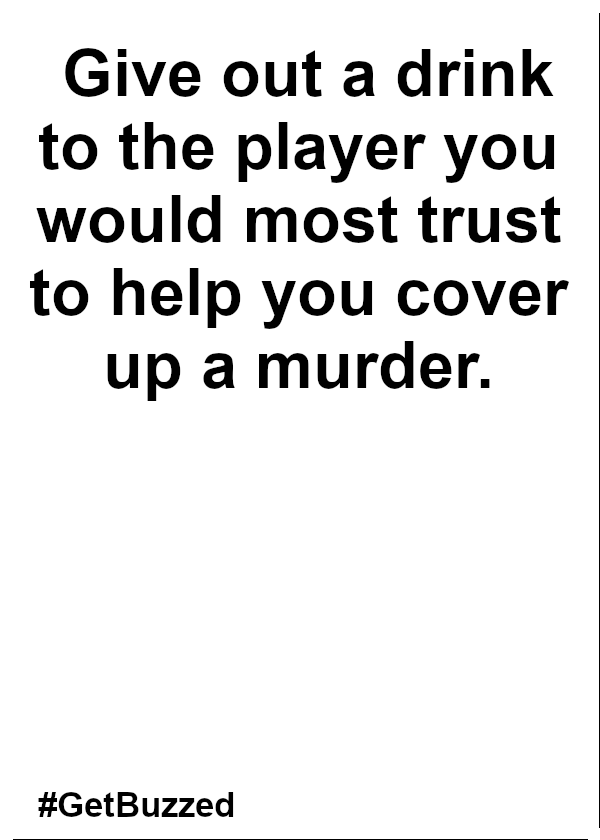 Give out a drink
to the player you
would most trust
to help you cover
up a murder.
#GetBuzzed